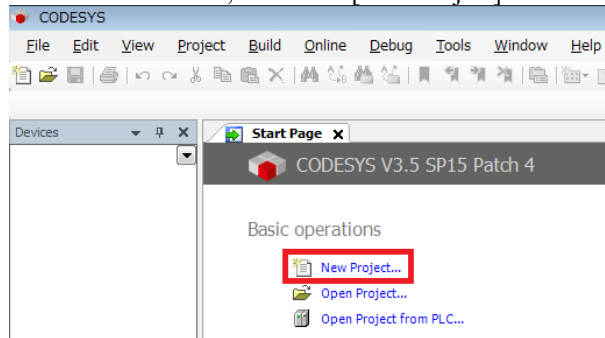 CODESYS
File Edit View Project Build Online Debug Tools Window Help
Devices
Start Page
CODESYS V3.5 SP15 Patch 4
Basic operations
New Project...
Open Project...
Open Project from PLC...